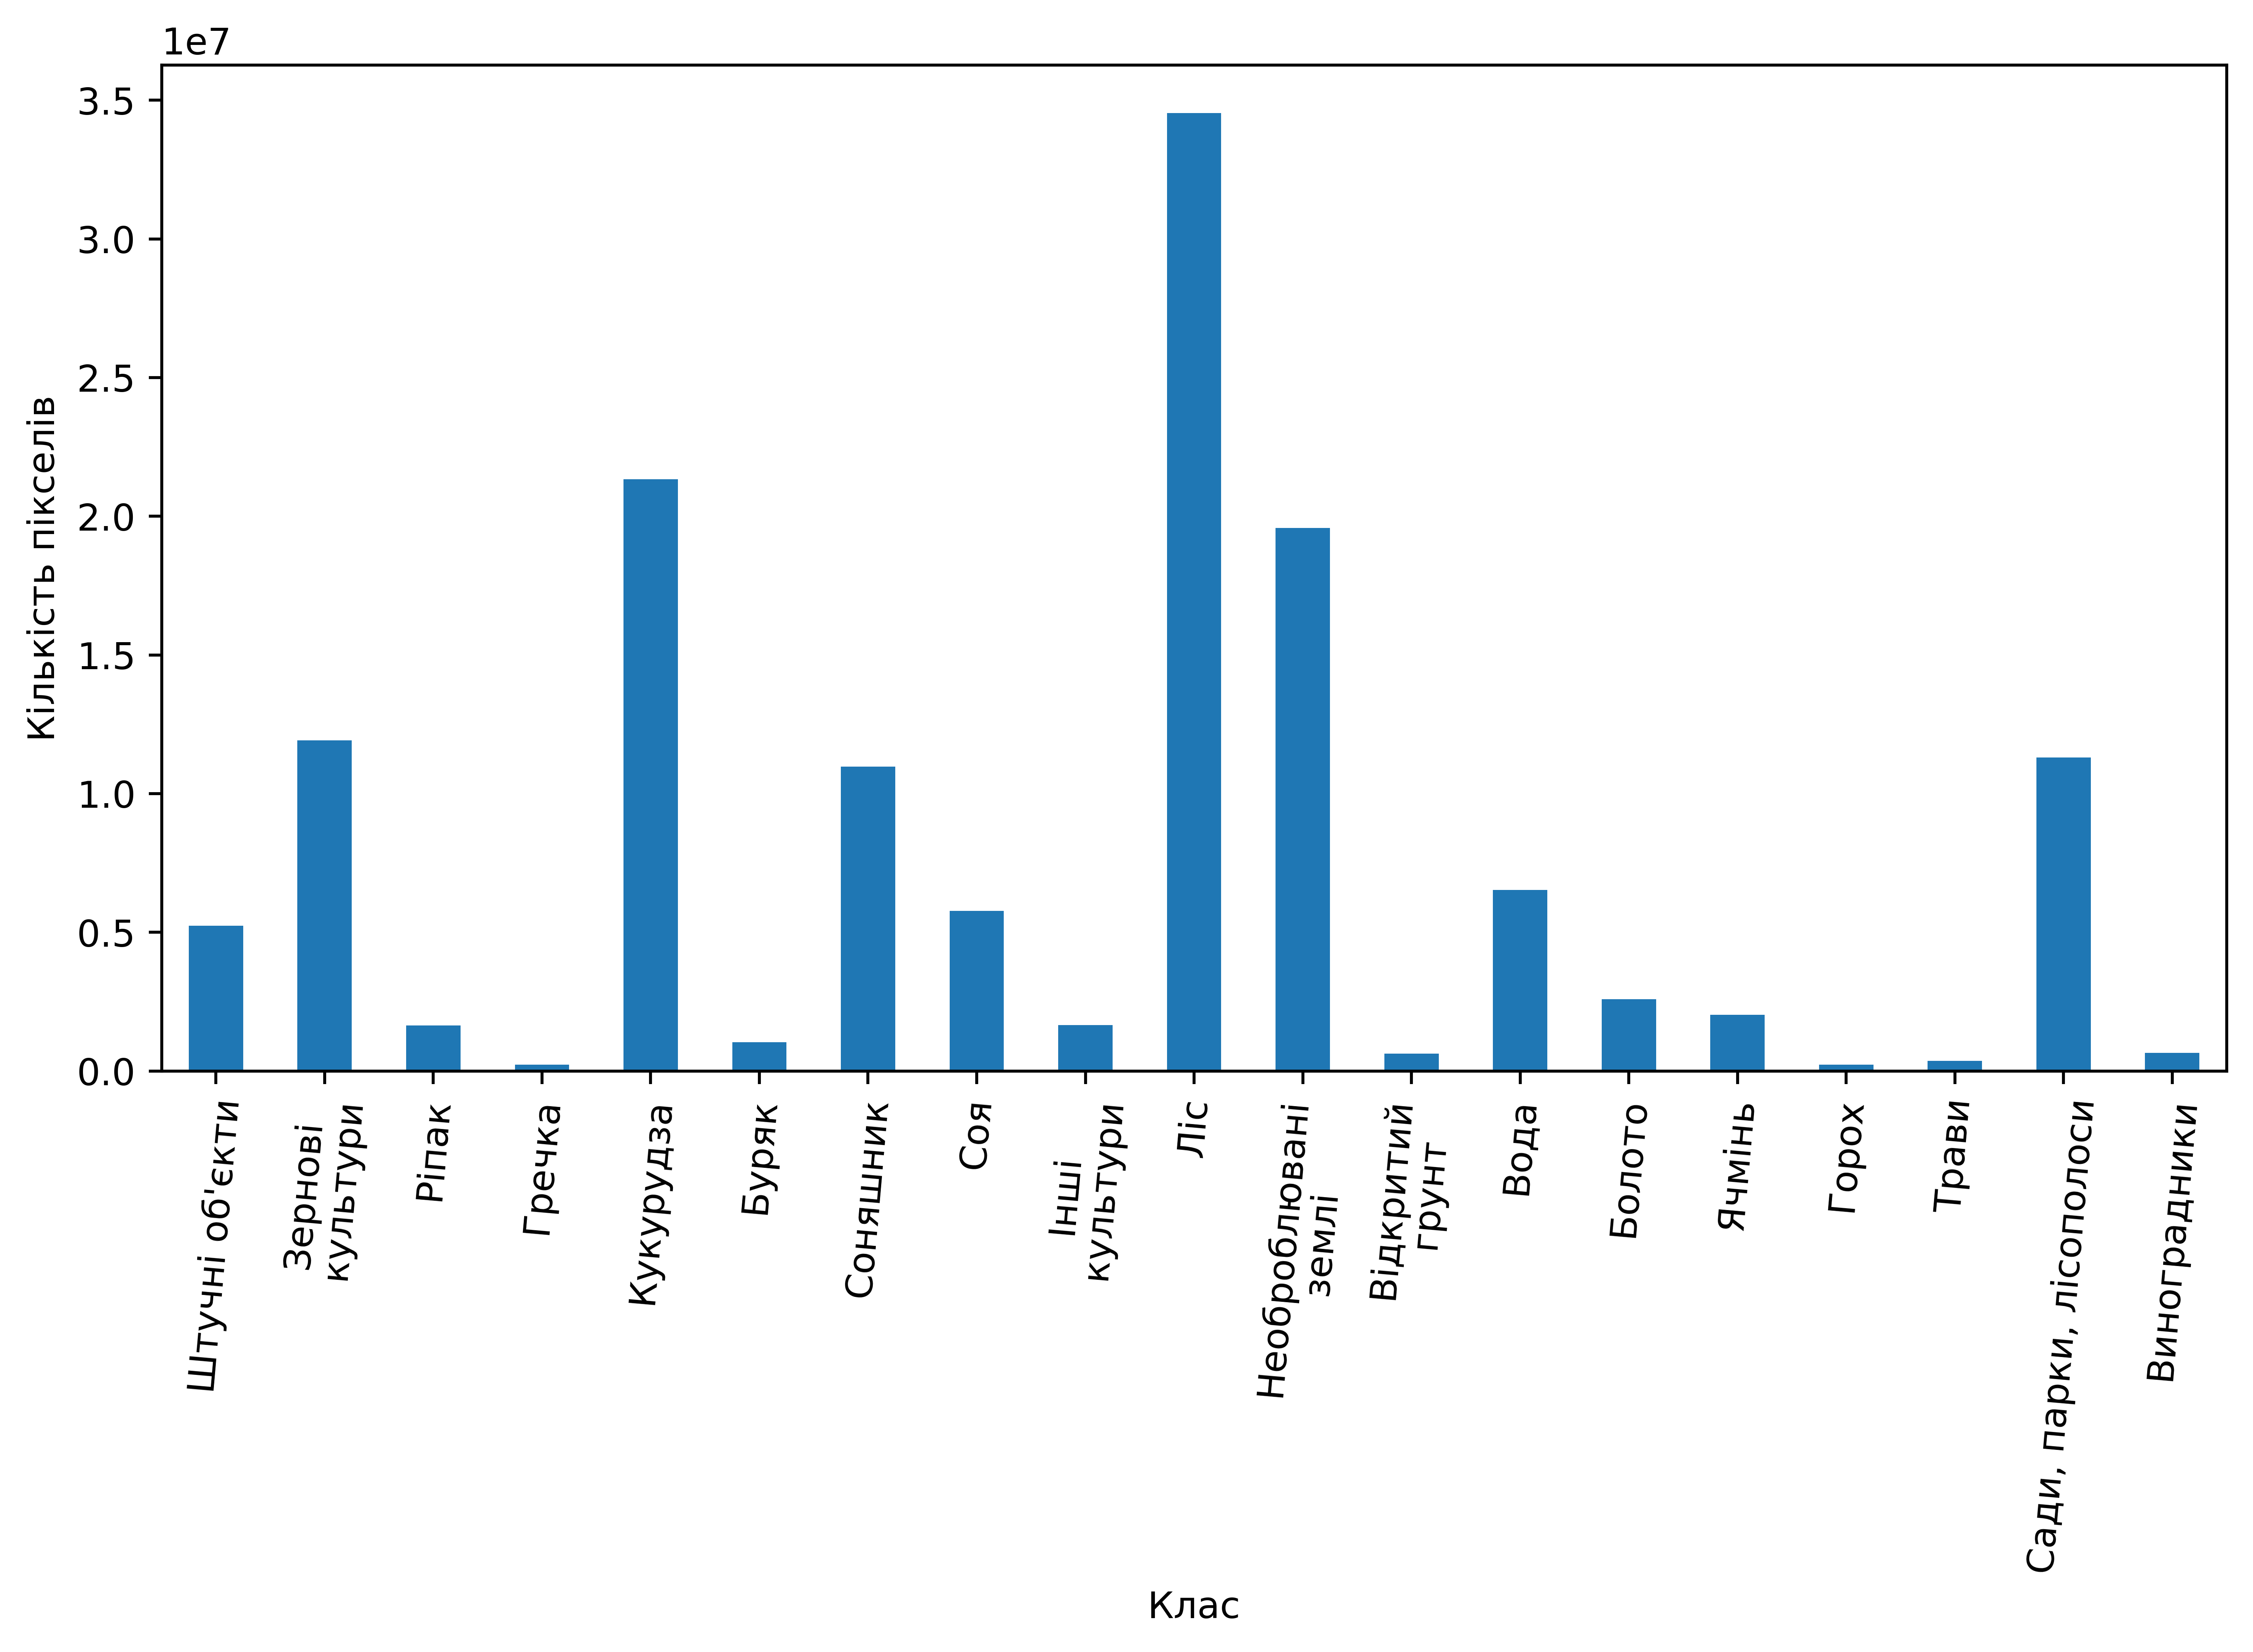 1e7
3.5
3.0
2.5
2.0
1.5
1.0
0.5
0.0
Кількість пікселів
Штучні об'єкти
Зернові
культури
Ріпак
Гречка
Кукурудза
Буряк
Соняшник
Соя
Інші
культури
Ліс
Необроблювані
землі
Відкритий
грунт
Вода
Болото
Ячмінь
Горох
Трави
Сади, парки, лісополоси
Виноградники
Клас